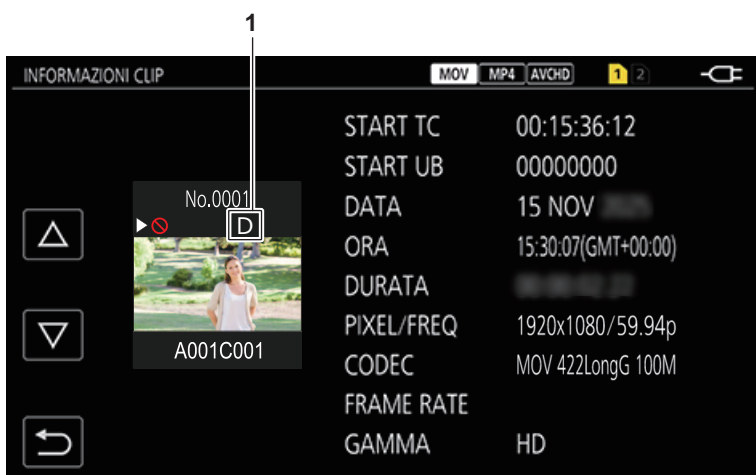 1
INFORMAZIONI CLIP MOV MP4 AVCHD 1 2
START TC 00:15:36:12
START UB 00000000
No.0001
DATA 15 NOV
D
ORA 15:30:07(GMT+00:00)
DURATA
PIXEL/FREQ 1920x1080/59.94p
A001C001
CODEC MOV 422LongG 100M
FRAME RATE
GAMMA HD